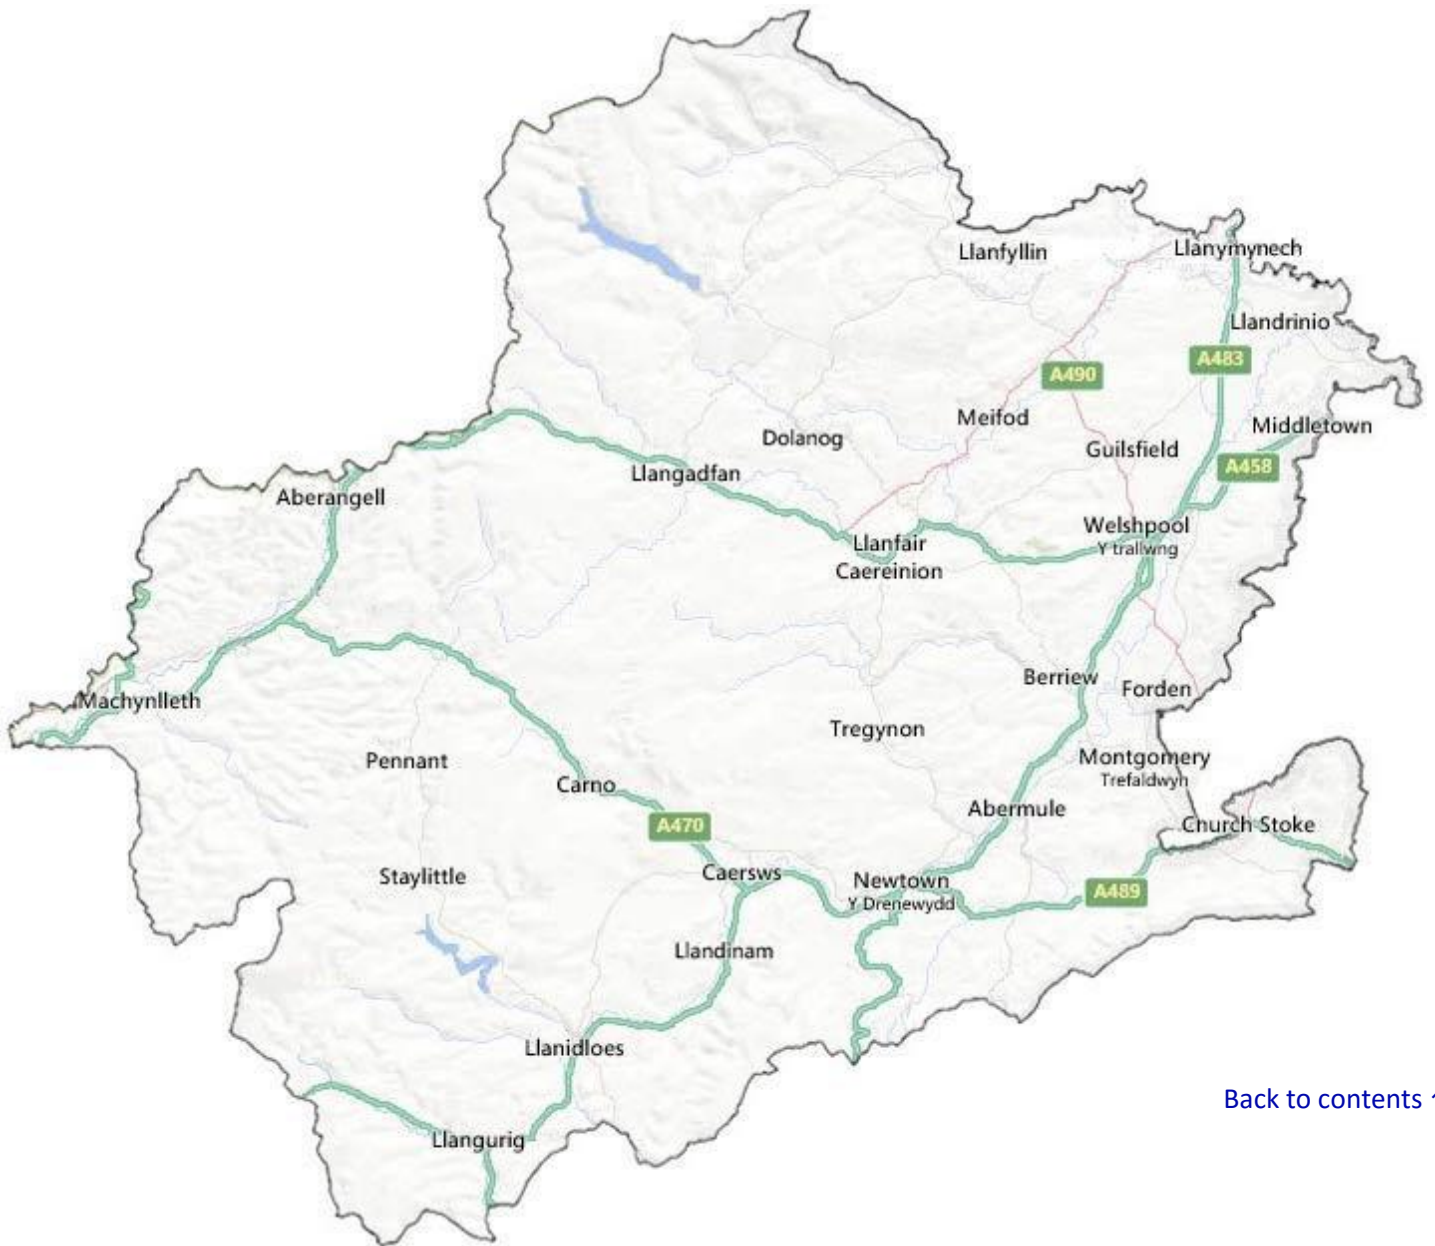 Llanfyllin
Llanymynech
Llandrinio
A483
A490
Meifod
Middletown
Dolanog
Guilsfield
A458
Llangadfan
Aberangell
Welshpool
Y trallwng
Llanfair
Caereinion
Berriew
Forden
Machynlleth
Tregynon
Montgomery
Trefaldwyn
Pennant
Carno
Abermule
A470
Church Stoke
Caersws
Staylittle
Newtown
Y Drenewydd
A489
Llandinam
Llanidloes
Back to contents
Llangurig